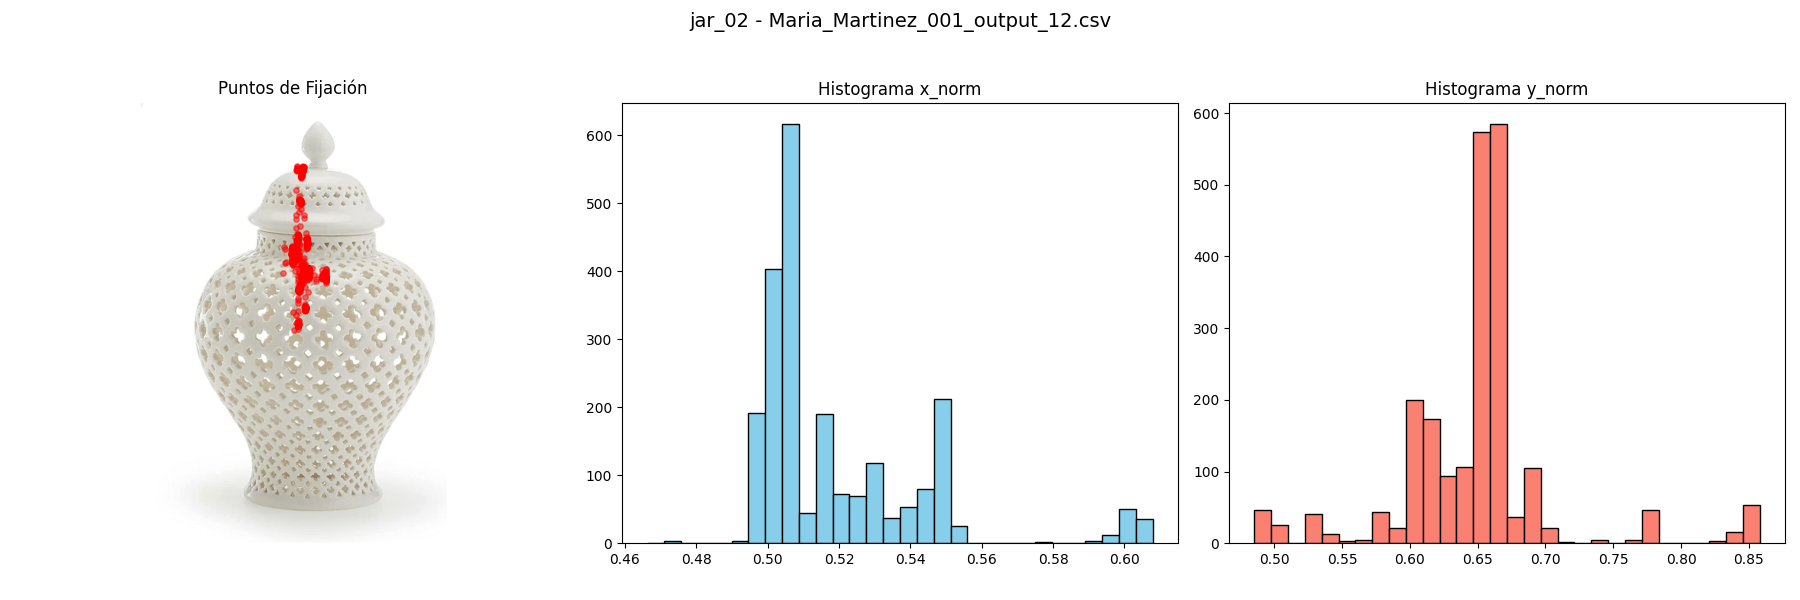 jar_02 - Maria_Martinez_001_output_12.csv
Puntos de Fijación
Histograma x_norm
600
500
400
300
200
100
0
0.46 0.48 0.50 0.52 0.54 0.56 0.58 0.60
Histograma y_norm
600
500
400
300
200
100
0
0.50 0.55 0.60 0.65 0.70 0.75 0.80 0.85